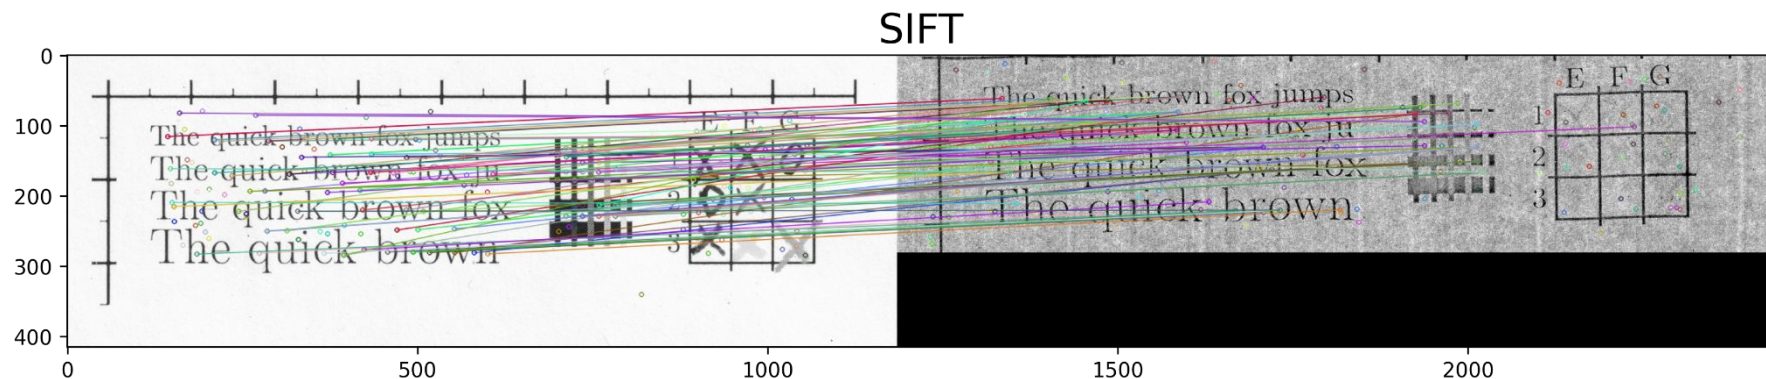 SIFT
The quick brown fox jumps
The quick brown fox ju
The quick brown fox
The quick brown
E F G
1
2
3
The quick brown fox jumps
The quick brown fox ju
The quick brown fox
The quick brown
E F G
1
2
3
0
100
200
300
400
0 500 1000 1500 2000